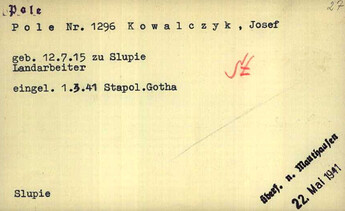 Pole
27
Pole Nr. 1296 Kowalczyk, Josef
geb. 12.7.15 zu Slupie
Landarbeiter
eingel. 1.3.41 Stapol.Gotha
Überf. n. Mauthausen
22. Mai 1941
Slupie